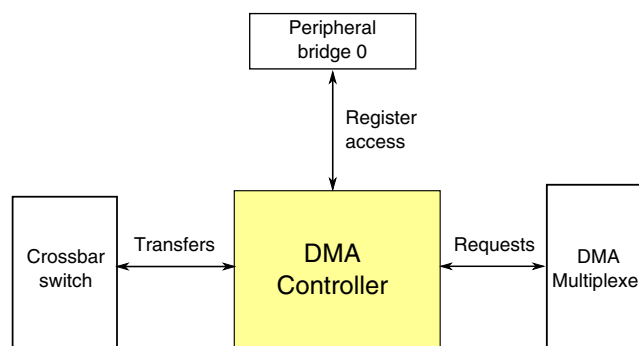 Peripheral
bridge 0
Register
access
Crossbar
switch
Transfers
DMA
Controller
Requests
DMA
Multiplexe